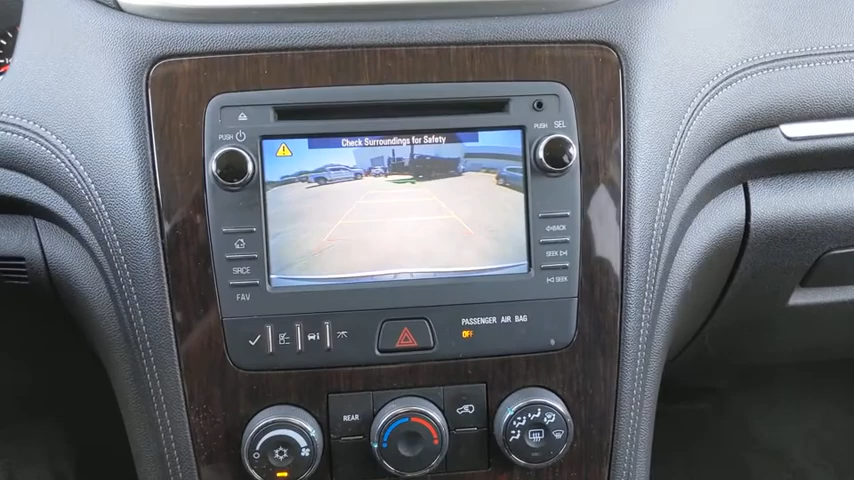 PUSH
PUSH
SEL
Check Surroundings for Safety
BACK
SEEK
SRCE
SEEK
FAV
PASSENGER AIR BAG
OFF
REAR